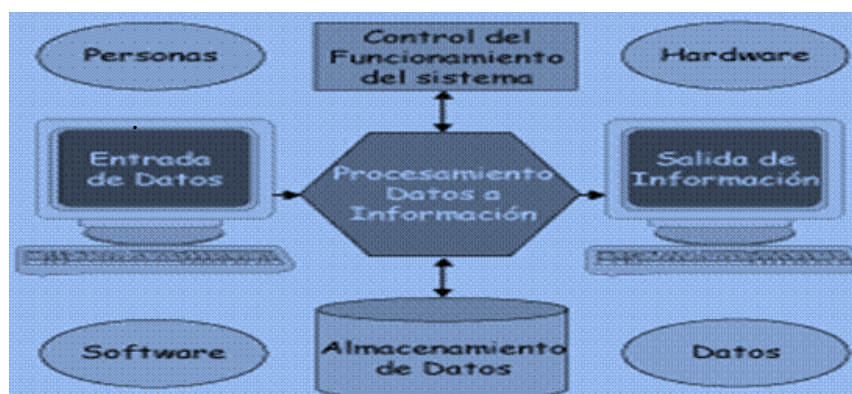 Personas
Control del
Funcionamiento
del sistema
Hardware
Entrada
de Datos
Procesamiento
Datos a
Información
Salida de
Información
Software
Almacenamiento
de Datos
Datos